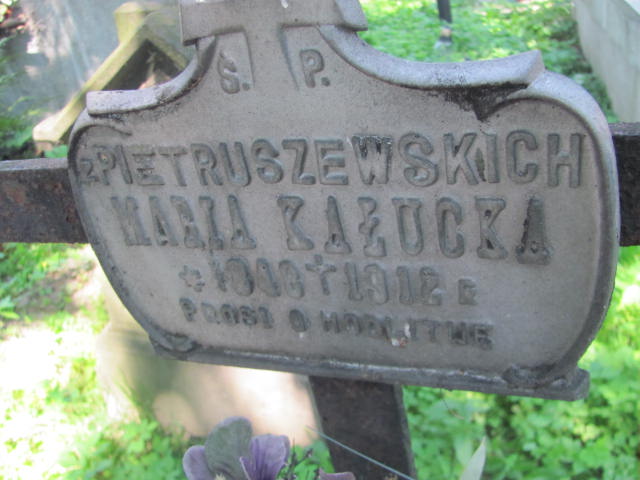 Ś. P.
z PIETRUSZEWSKICH
MARIA KAŁUCKA
* † 1912 R
PROSI O MODLITWE